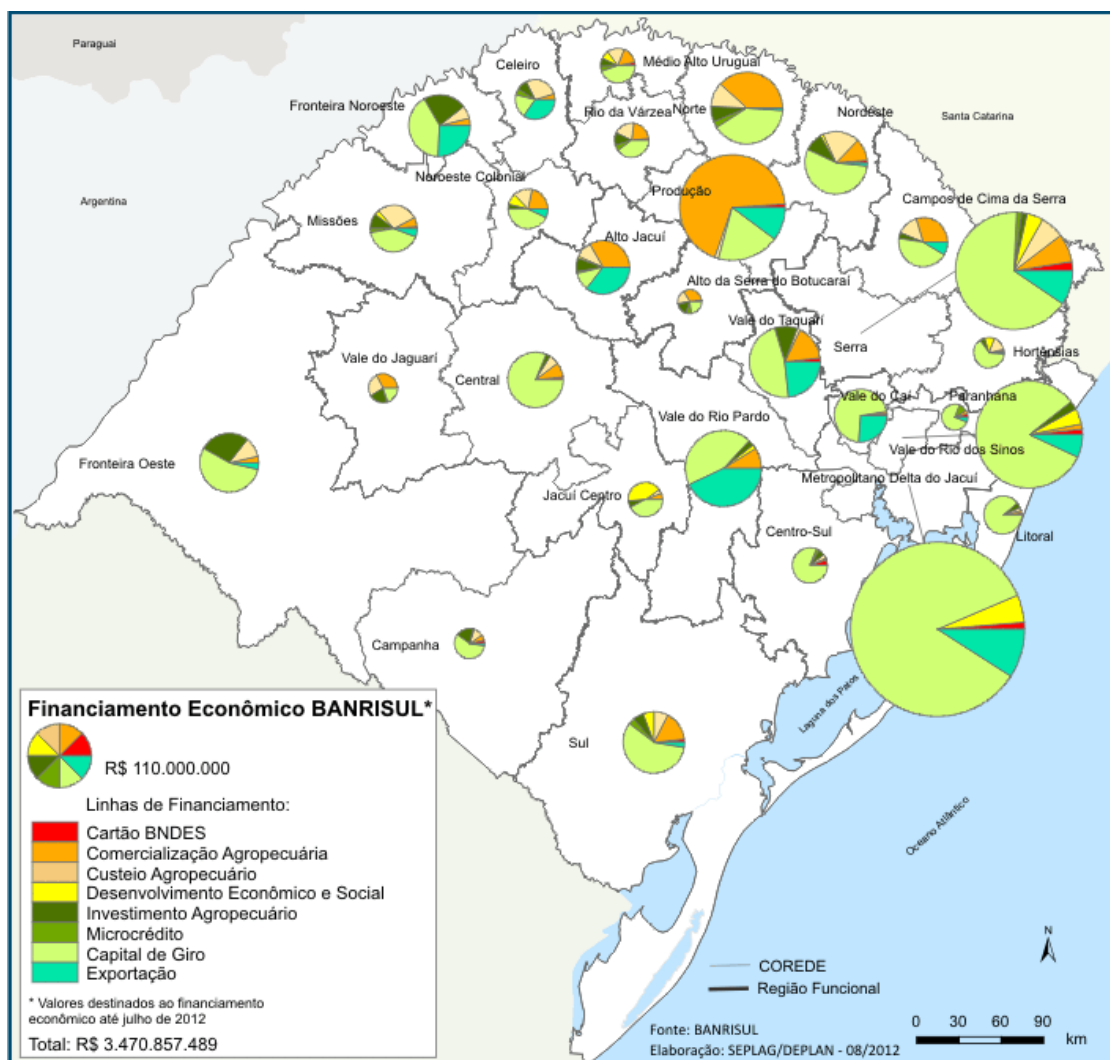 Paraguai
Celeiro
Médio Alto Uruguai
Fronteira Noroeste
Rio da Várzea
Norte
Nordeste
Santa Catarina
Noroeste Colonial
Produção
Argentina
Campos de Cima da Serra
Missões
Alto Jacuí
Alto da Serra do Botucaraí
Vale do Taquari
Serra
Hortênsias
Vale do Jaguarí
Central
Vale do Caí
Paranhana
Vale do Rio Pardo
Vale do Rio dos Sinos
Fronteira Oeste
Metropolitano Delta do Jacuí
Jacuí Centro
Centro-Sul
Litoral
Campanha
Laguna dos Patos
Sul
Oceano Atlântico
Financiamento Econômico BANRISUL*
R$ 110.000.000
Linhas de Financiamento:
Cartão BNDES
Comercialização Agropecuária
Custeio Agropecuário
Desenvolvimento Econômico e Social
Investimento Agropecuário
Microcrédito
Capital de Giro
Exportação
* Valores destinados ao financiamento
econômico até julho de 2012
Total: R$ 3.470.857.489
N
COREDE
Região Funcional
Fonte: BANRISUL
Elaboração: SEPLAG/DEPLAN - 08/2012
0 30 60 90
km